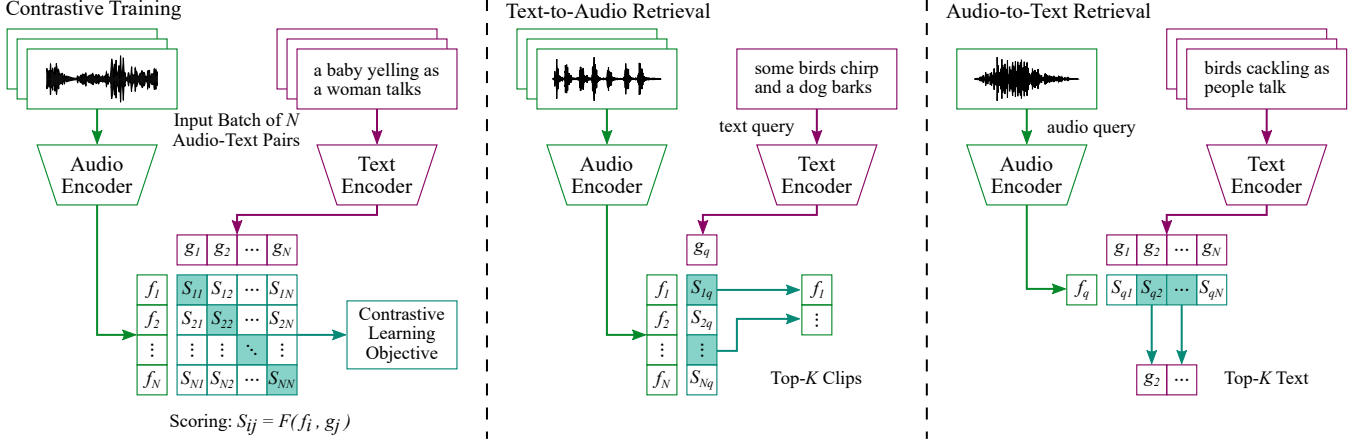 Contrastive Training
a baby yelling as
a woman talks
Input Batch of N
Audio-Text Pairs
Audio
Encoder
Text
Encoder
g1 g2 ... gN
f1 S11 S12 ... S1N
f2 S21 S22 ... S2N
⋮ ⋮ ⋮ ⋱ ⋮
fN SN1 SN2 ... SNN
Contrastive
Learning
Objective
Scoring: Sij = F(fi , gj )
Text-to-Audio Retrieval
some birds chirp
and a dog barks
text query
Audio
Encoder
Text
Encoder
gq
f1 S1q f1
f2 S2q ⋮
⋮ ⋮
fN SNq
Top-K Clips
Audio-to-Text Retrieval
birds cackling as
people talk
audio query
Audio
Encoder
Text
Encoder
g1 g2 ... gN
fq Sq1 Sq2 ... SqN
g2 ...
Top-K Text